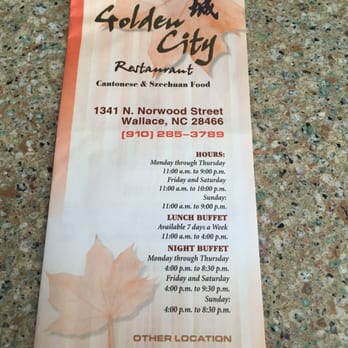 Golden 城
City
Restaurant
Cantonese & Szechuan Food
1341 N. Norwood Street
Wallace, NC 28466
(910) 285-3789
HOURS:
Monday through Thursday
11:00 a.m. to 9:00 p.m.
Friday and Saturday
11:00 a.m. to 10:00 p.m.
Sunday:
11:00 a.m. to 9:00 p.m.
LUNCH BUFFET
Available 7 days a Week
11:00 a.m. to 4:00 p.m.
NIGHT BUFFET
Monday through Thursday
4:00 p.m. to 8:30 p.m.
Friday and Saturday
4:00 p.m. to 9:30 p.m.
Sunday:
4:00 p.m. to 8:30 p.m.
OTHER LOCATION